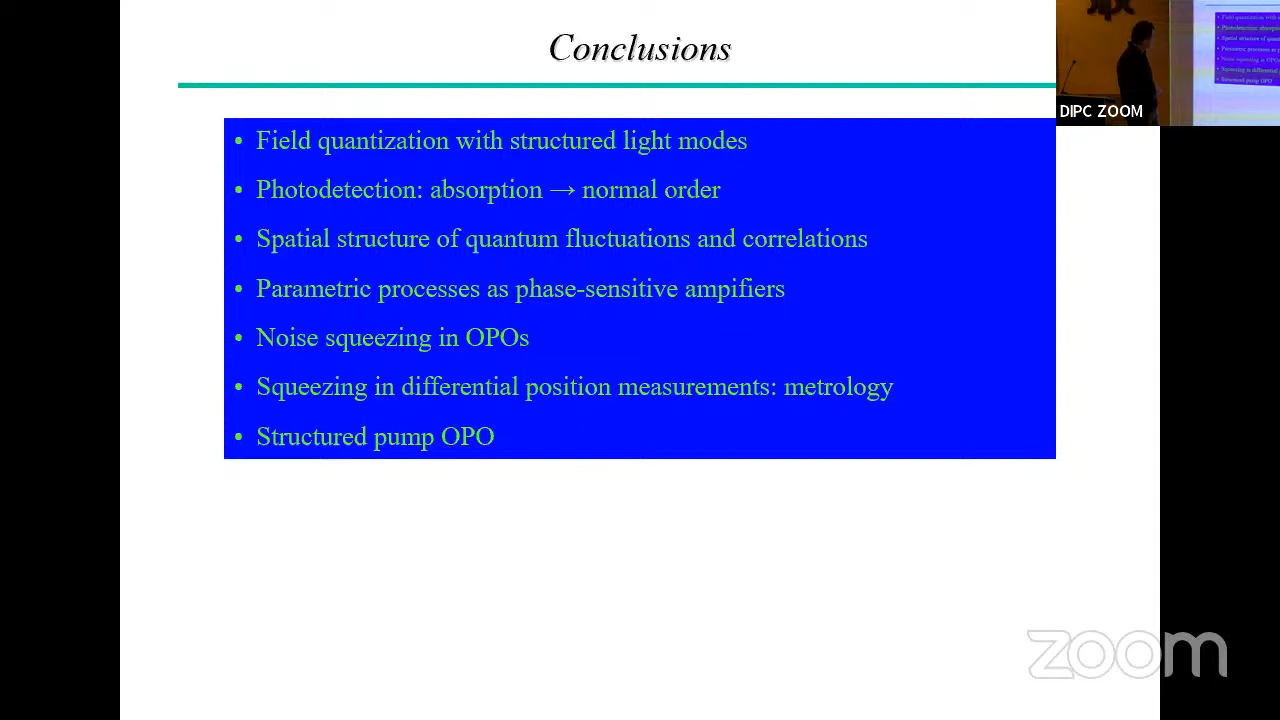 Conclusions
• Field quantization with structured light modes
• Photodetection: absorption → normal order
• Spatial structure of quantum fluctuations and correlations
• Parametric processes as phase-sensitive ampifiers
• Noise squeezing in OPOs
• Squeezing in differential position measurements: metrology
• Structured pump OPO
DIPC ZOOM
zoom